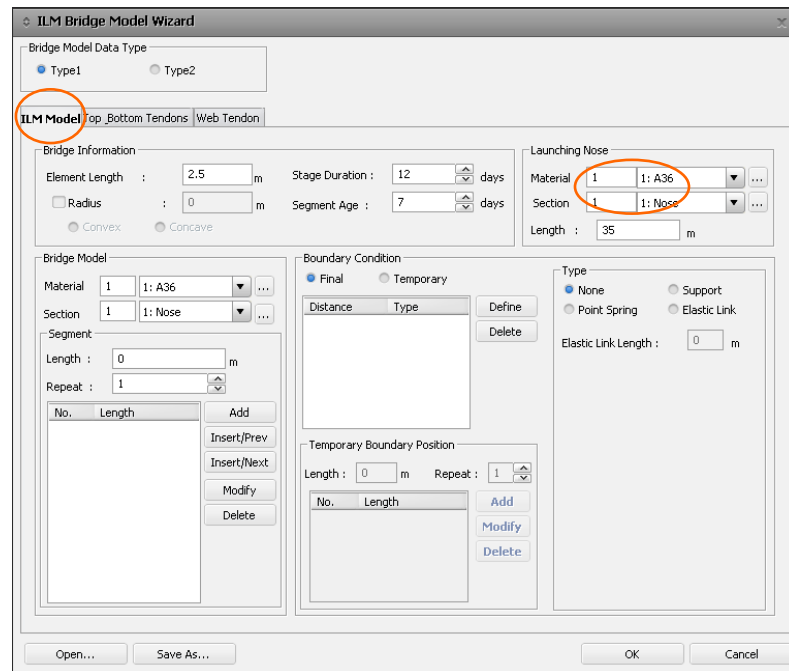 ILM Bridge Model Wizard
Bridge Model Data Type
Type1 Type2
ILM Model Top_Bottom Tendons Web Tendon
Bridge Information
Element Length : 2.5 m Stage Duration : 12 days
Radius : 0 m Segment Age : 7 days
Convex Concave
Launching Nose
Material 1 1: A36 ...
Section 1 1: Nose ...
Length : 35 m
Bridge Model
Material 1 1: A36 ...
Section 1 1: Nose ...
Segment
Length : 0 m
Repeat : 1
No. Length
Add
Insert/Prev
Insert/Next
Modify
Delete
Boundary Condition
Final Temporary
Distance Type
Define
Delete
Temporary Boundary Position
Length : 0 m Repeat : 1
No. Length
Add
Modify
Delete
Type
None Support
Point Spring Elastic Link
Elastic Link Length : 0 m
Open... Save As... OK Cancel